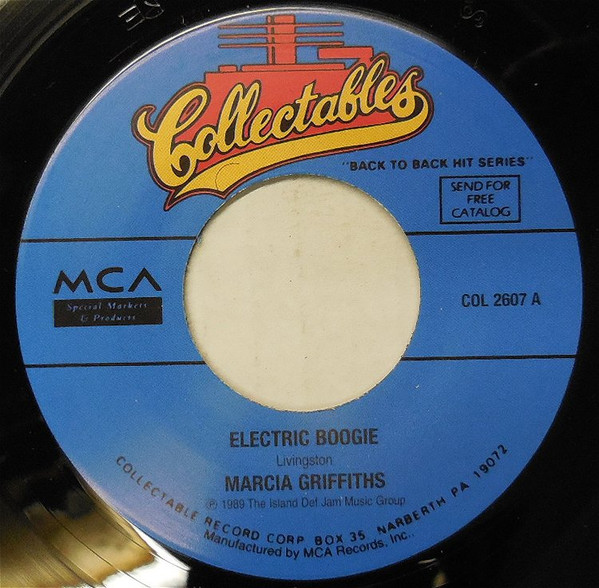 Collectables
"BACK TO BACK HIT SERIES"
SEND FOR
FREE
CATALOG
MCA
Special Markets
& Products
COL 2607 A
ELECTRIC BOOGIE
Livingston
MARCIA GRIFFITHS
℗ 1989 The Island Def Jam Music Group
COLLECTABLE RECORD CORP BOX 35, NARBERTH PA 19072
Manufactured by MCA Records, Inc..